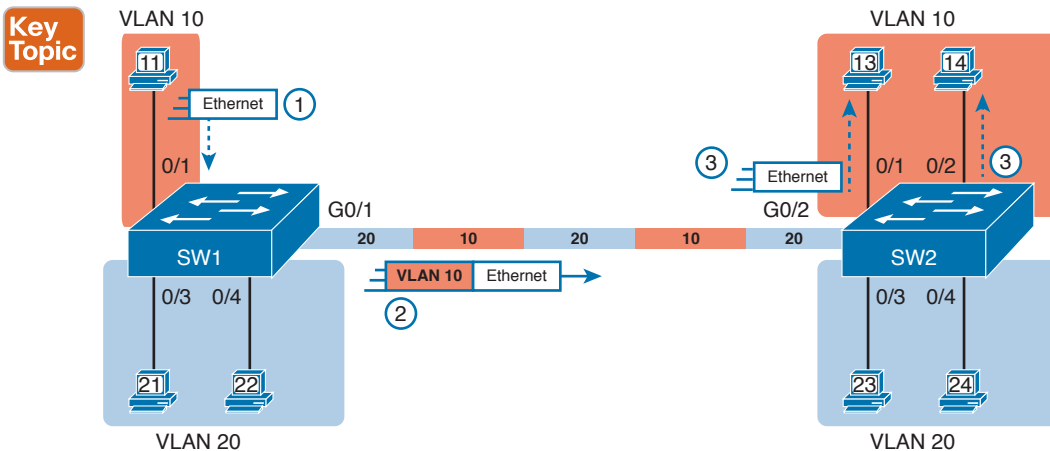 Key
Topic
VLAN 10
VLAN 10
11
13
14
Ethernet
1
0/1
3
Ethernet
0/1
0/2
3
G0/1
G0/2
20
10
20
10
20
SW1
SW2
VLAN 10
Ethernet
2
0/3
0/4
0/3
0/4
21
22
23
24
VLAN 20
VLAN 20